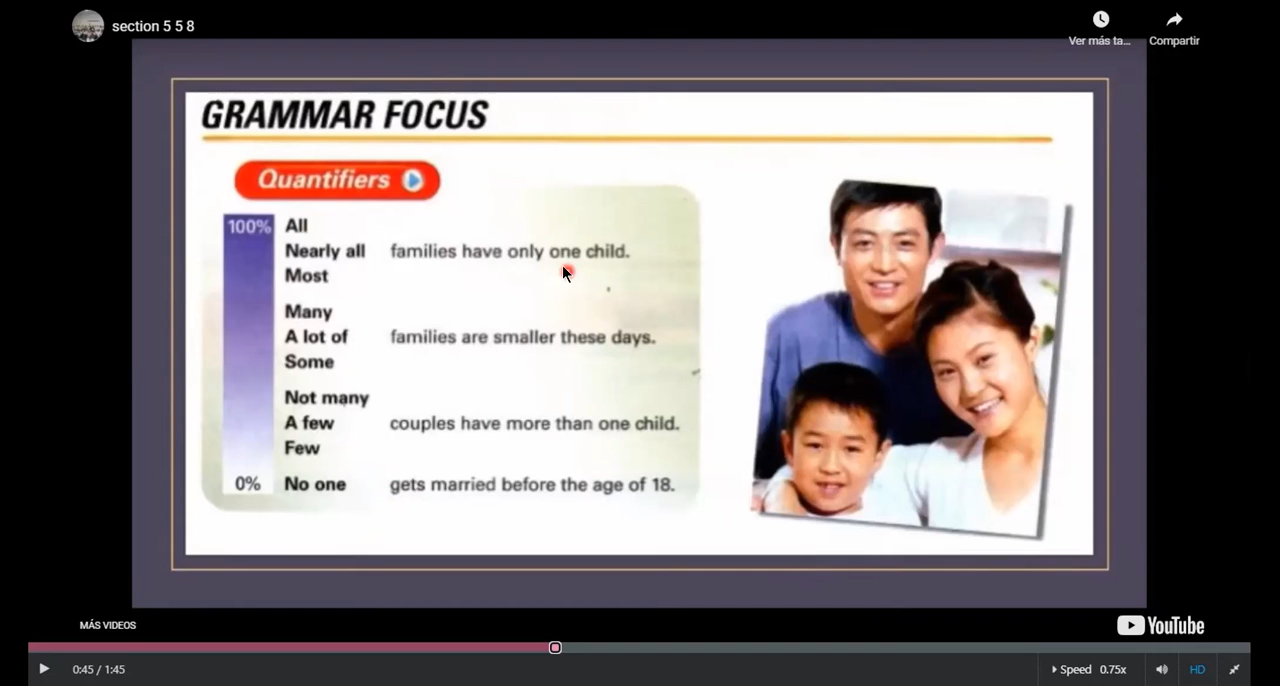 section 5 5 8
Ver más ta...
Compartir
GRAMMAR FOCUS
Quantifiers
100% All
Nearly all families have only one child.
Most
Many
A lot of families are smaller these days.
Some
Not many
A few couples have more than one child.
Few
0% No one gets married before the age of 18.
MÁS VIDEOS
YouTube
0:45 / 1:45
Speed 0.75x
HD